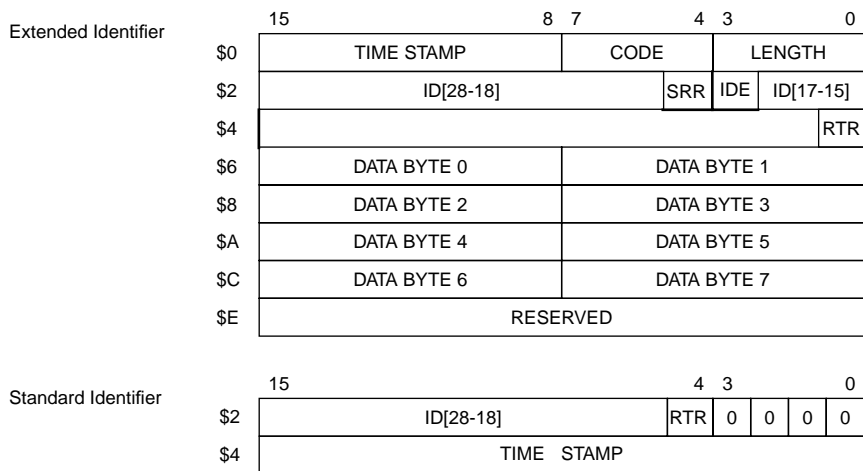 Extended Identifier
15 8 7 4 3 0
$0 TIME STAMP CODE LENGTH
$2 ID[28-18] SRR IDE ID[17-15]
$4 RTR
$6 DATA BYTE 0 DATA BYTE 1
$8 DATA BYTE 2 DATA BYTE 3
$A DATA BYTE 4 DATA BYTE 5
$C DATA BYTE 6 DATA BYTE 7
$E RESERVED
Standard Identifier
15 4 3 0
$2 ID[28-18] RTR 0 0 0 0
$4 TIME STAMP